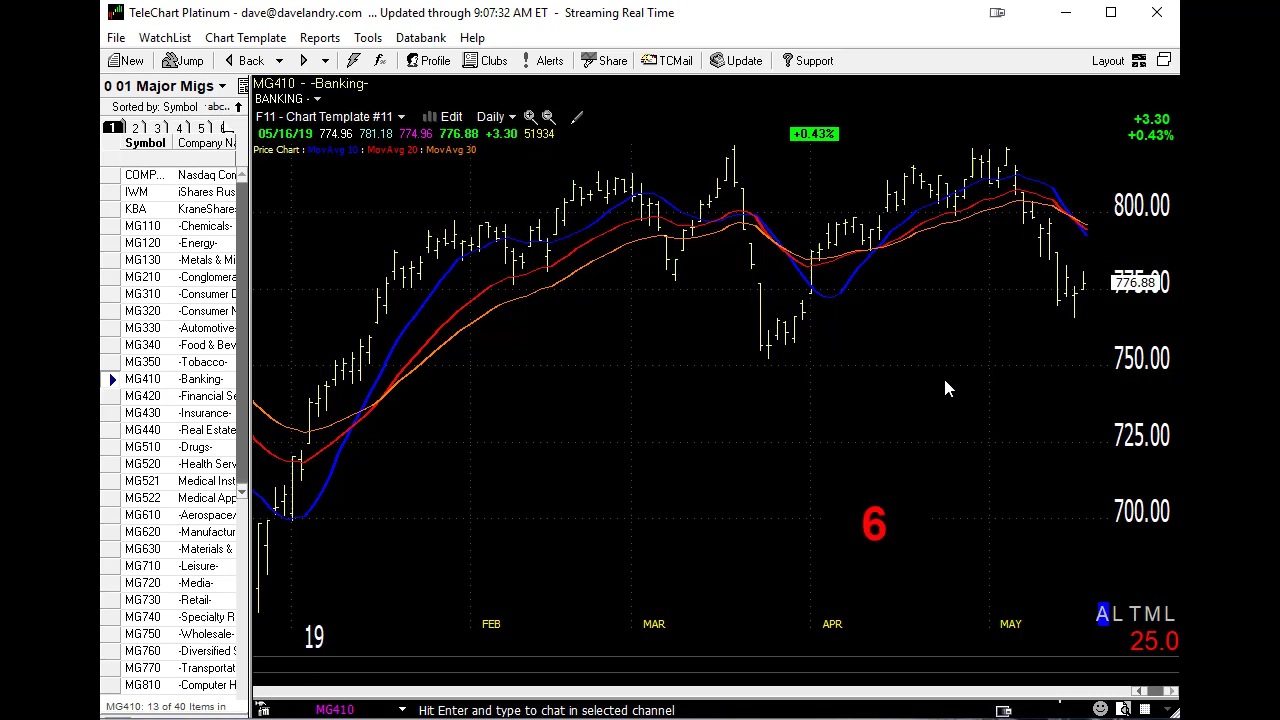 TeleChart Platinum - dave@davelandry.com ... Updated through 9:07:32 AM ET - Streaming Real Time
File WatchList Chart Template Reports Tools Databank Help
New Jump Back Profile Clubs Alerts Share TCMail Update Support Layout
0 01 Major Migs
Sorted by: Symbol abc..
1 2 3 4 5
Symbol Company Na
COMP... Nasdaq Com
IWM iShares Rus
KBA KraneShare
MG110 -Chemicals-
MG120 -Energy-
MG130 -Metals & Mi
MG210 -Conglomera
MG310 -Consumer D
MG320 -Consumer N
MG330 -Automotive-
MG340 -Food & Bev
MG350 -Tobacco-
MG410 -Banking-
MG420 -Financial Se
MG430 -Insurance-
MG440 -Real Estate
MG510 -Drugs-
MG520 -Health Serv
MG521 Medical Inst
MG522 Medical App
MG610 -Aerospace/
MG620 -Manufactur
MG630 -Materials &
MG710 -Leisure-
MG720 -Media-
MG730 -Retail-
MG740 -Specialty R
MG750 -Wholesale-
MG760 -Diversified S
MG770 -Transportat
MG810 -Computer H
MG410: 13 of 40 Items in
MG410 - -Banking-
BANKING -
F11 - Chart Template #11 Edit Daily
05/16/19 774.96 781.18 774.96 776.88 +3.30 51934
+0.43%
+3.30
+0.43%
Price Chart : MovAvg 10 : MovAvg 20 : MovAvg 30
800.00
776.88
750.00
725.00
700.00
6
A L T M L
25.0
19 FEB MAR APR MAY
MG410 Hit Enter and type to chat in selected channel